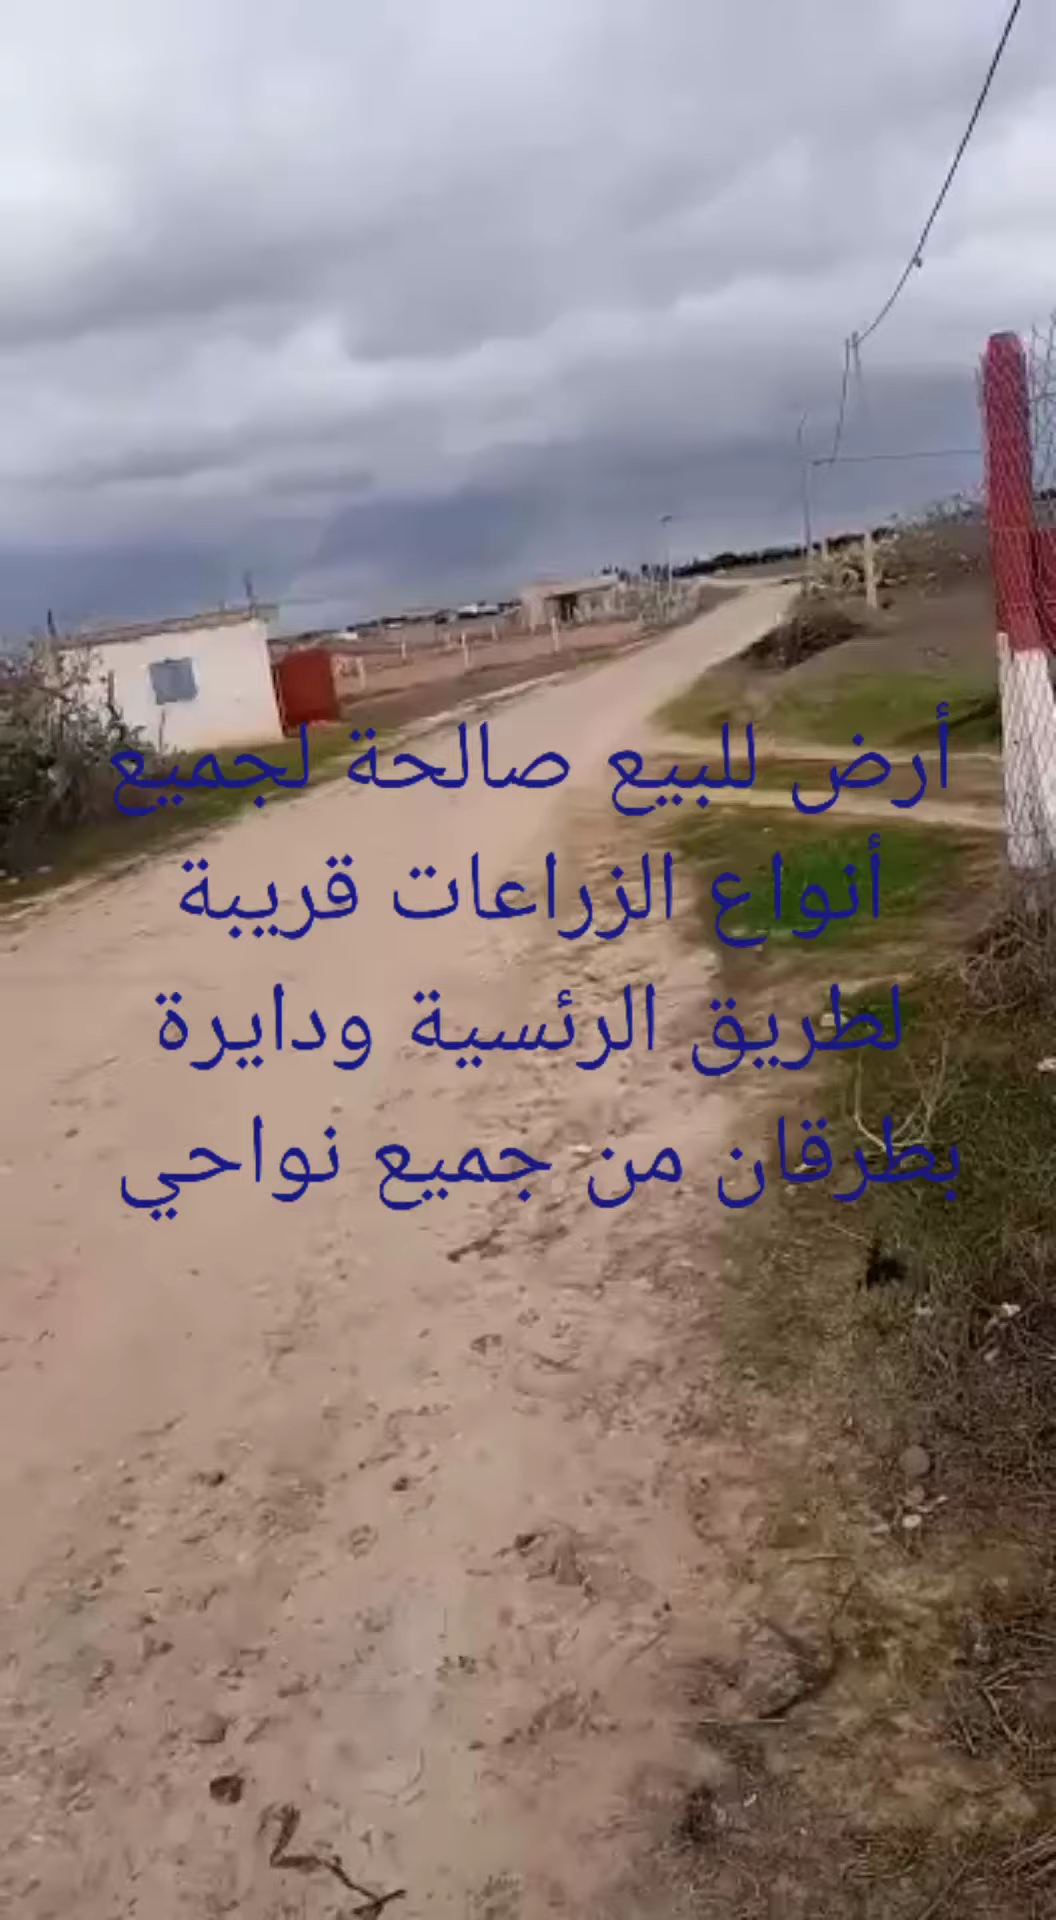 أرض للبيع صالحة لجميع
أنواع الزراعات قريبة
لطريق الرئسية ودايرة
بطرقان من جميع نواحي